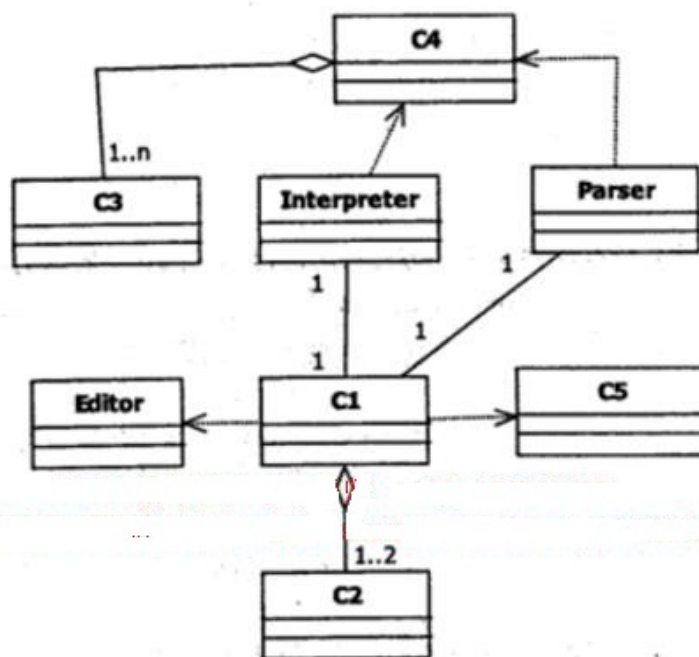 C4
1..n
C3
Interpreter
Parser
1
1
1
1
Editor
C1
C5
...
1..2
C2